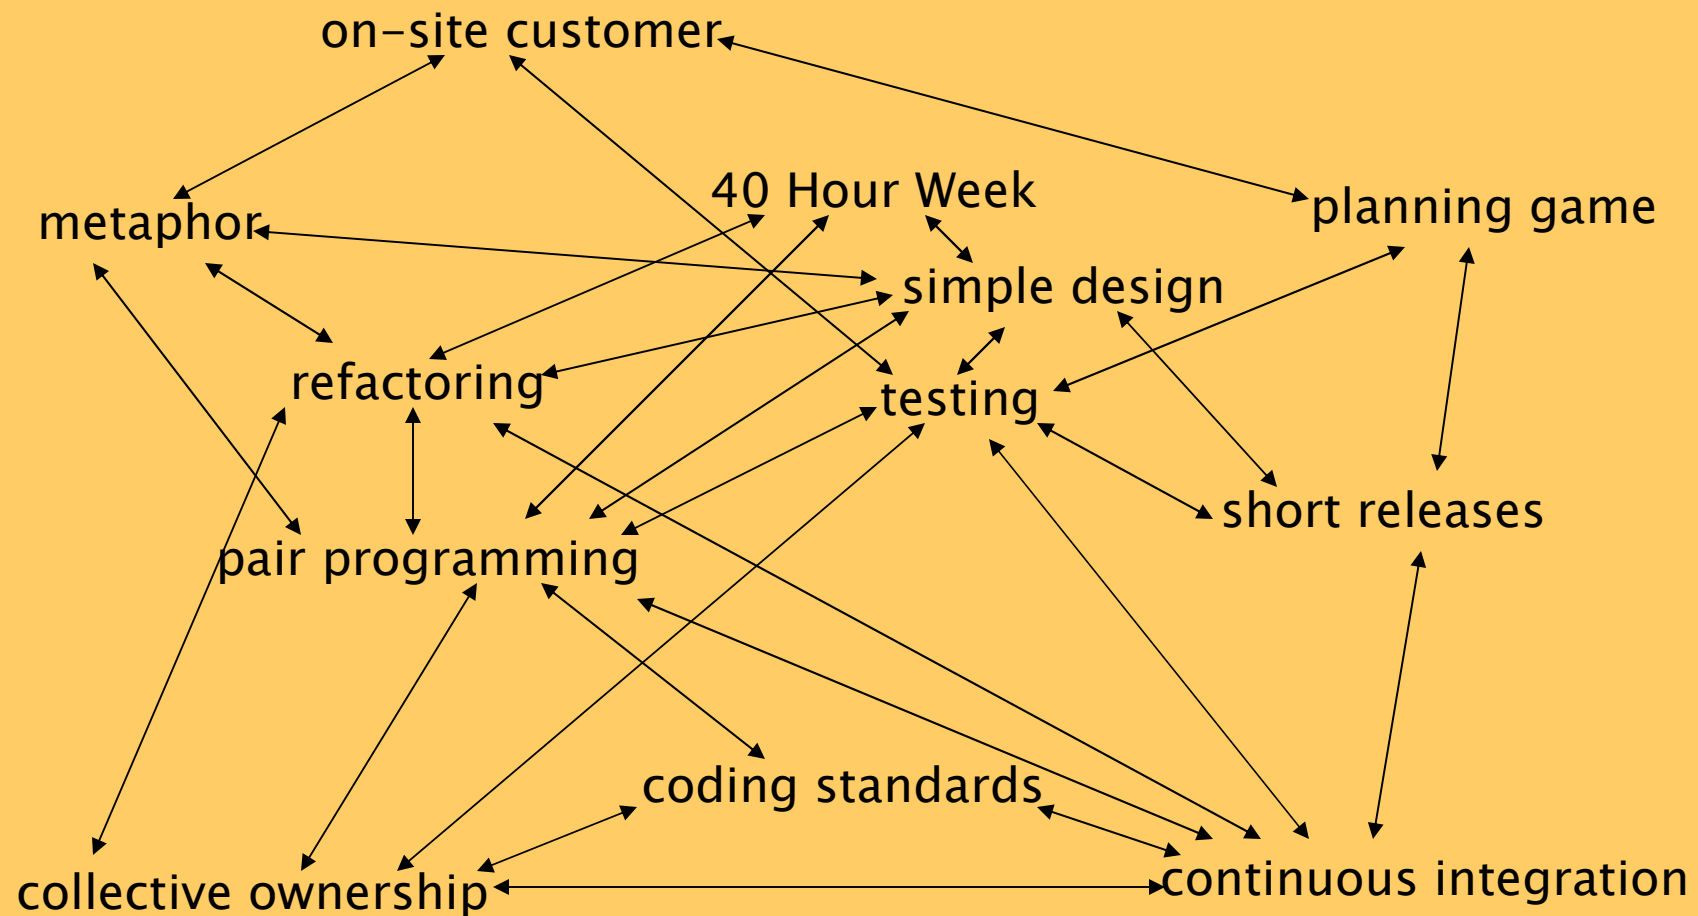 on-site customer
40 Hour Week
metaphor
planning game
simple design
refactoring
testing
short releases
pair programming
coding standards
collective ownership
continuous integration